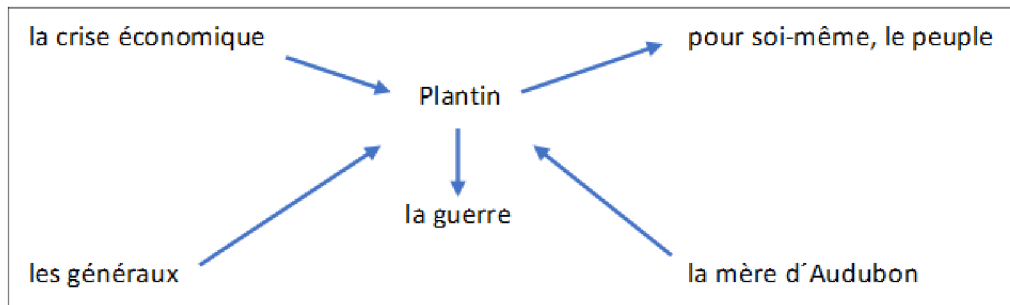 la crise économique
pour soi-même, le peuple
Plantin
la guerre
les généraux
la mère d´Audubon